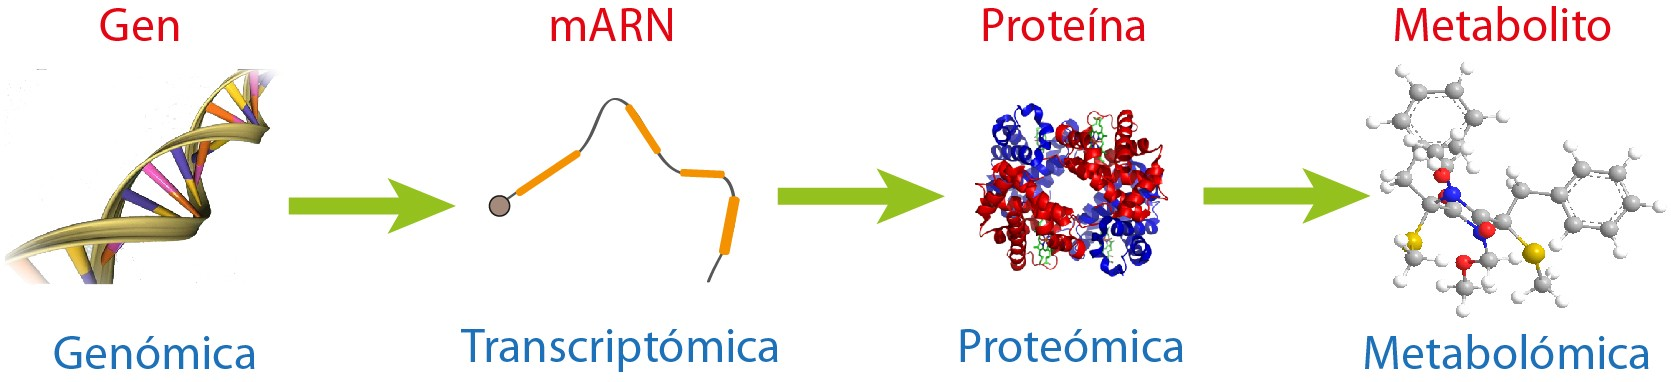 Gen
mARN
Proteína
Metabolito
Genómica
Transcriptómica
Proteómica
Metabolómica